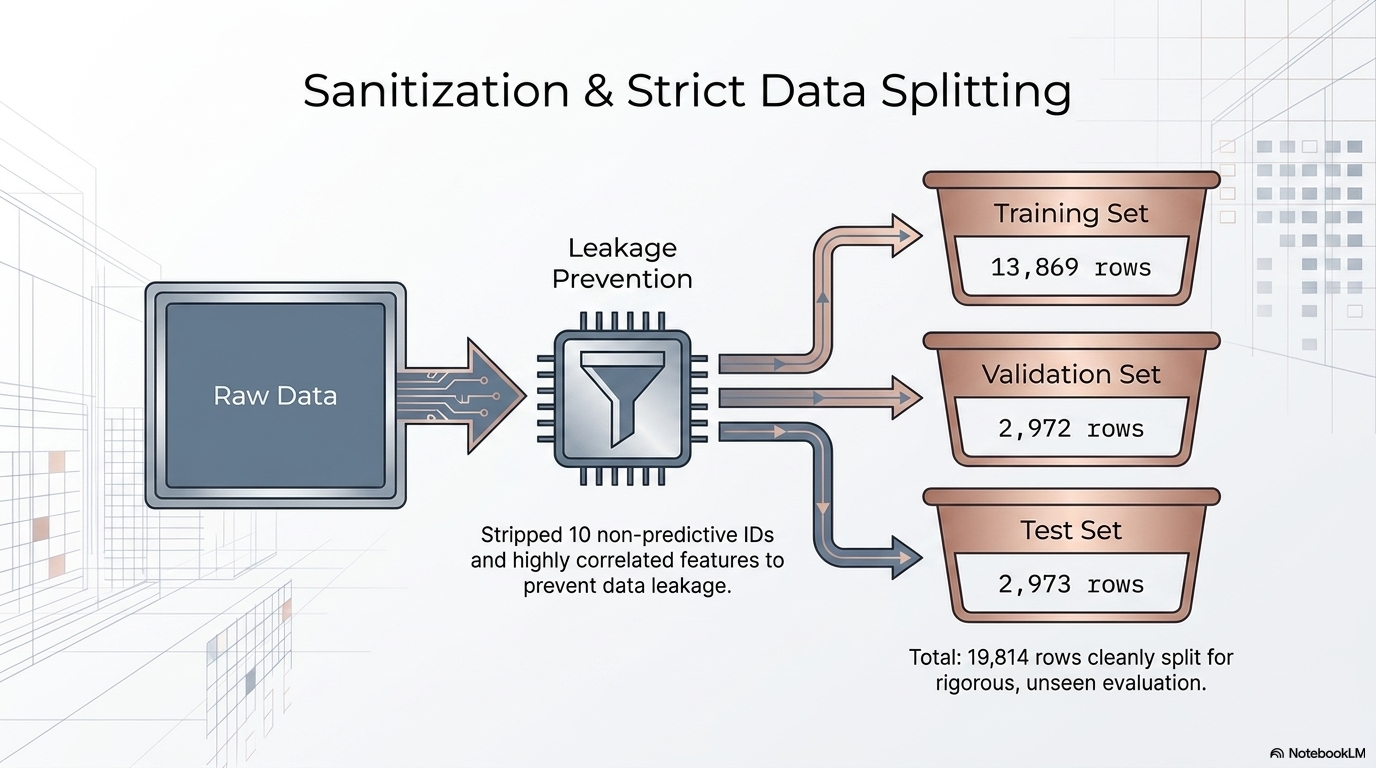 Sanitization & Strict Data Splitting
Raw Data
Leakage
Prevention
Stripped 10 non-predictive IDs
and highly correlated features to
prevent data leakage.
Training Set
13,869 rows
Validation Set
2,972 rows
Test Set
2,973 rows
Total: 19,814 rows cleanly split for
rigorous, unseen evaluation.
NotebookLM